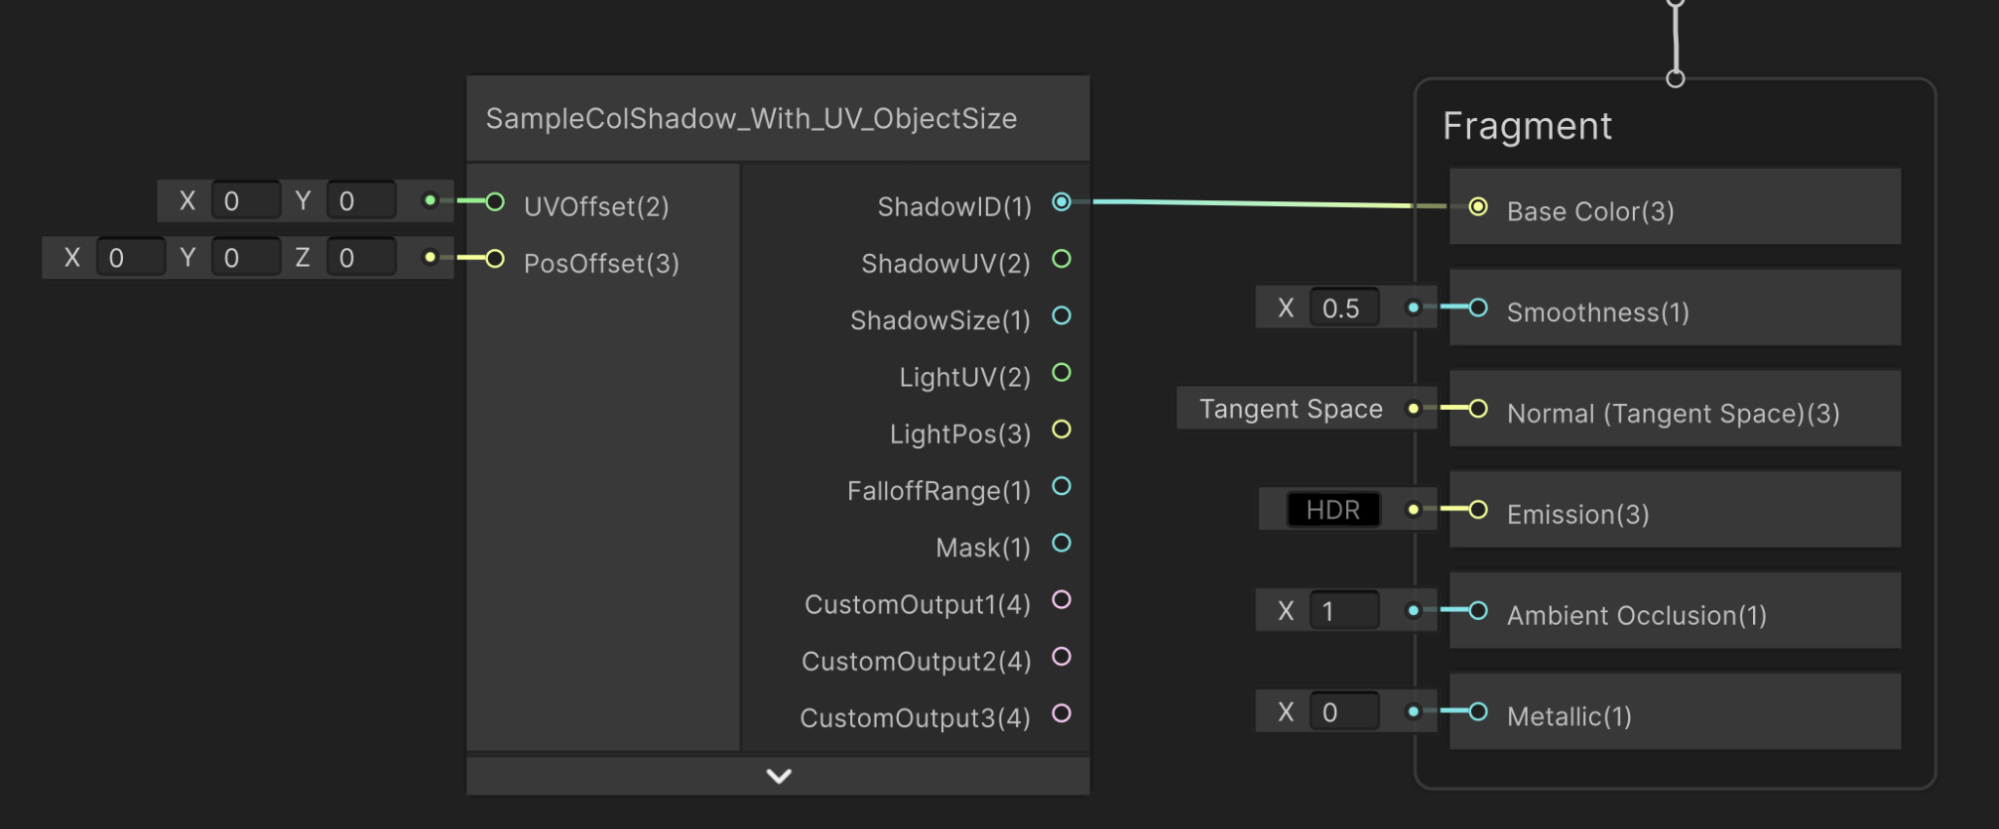 SampleColShadow_With_UV_ObjectSize
X 0 Y 0
UVOffset(2)
X 0 Y 0 Z 0
PosOffset(3)
ShadowID(1)
ShadowUV(2)
ShadowSize(1)
LightUV(2)
LightPos(3)
FalloffRange(1)
Mask(1)
CustomOutput1(4)
CustomOutput2(4)
CustomOutput3(4)
Fragment
Base Color(3)
X 0.5
Smoothness(1)
Tangent Space
Normal (Tangent Space)(3)
HDR
Emission(3)
X 1
Ambient Occlusion(1)
X 0
Metallic(1)